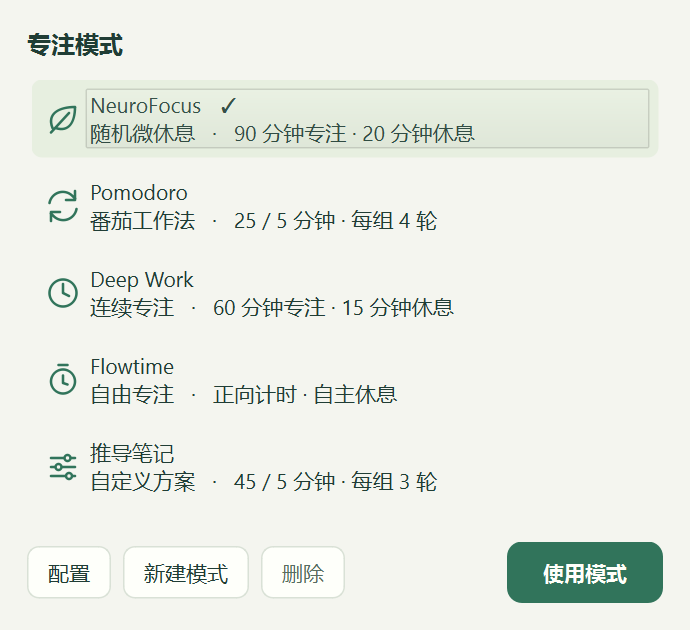 专注模式
NeuroFocus ✓
随机微休息 · 90 分钟专注 · 20 分钟休息
Pomodoro
番茄工作法 · 25 / 5 分钟 · 每组 4 轮
Deep Work
连续专注 · 60 分钟专注 · 15 分钟休息
Flowtime
自由专注 · 正向计时 · 自主休息
推导笔记
自定义方案 · 45 / 5 分钟 · 每组 3 轮
配置 新建模式 删除 使用模式